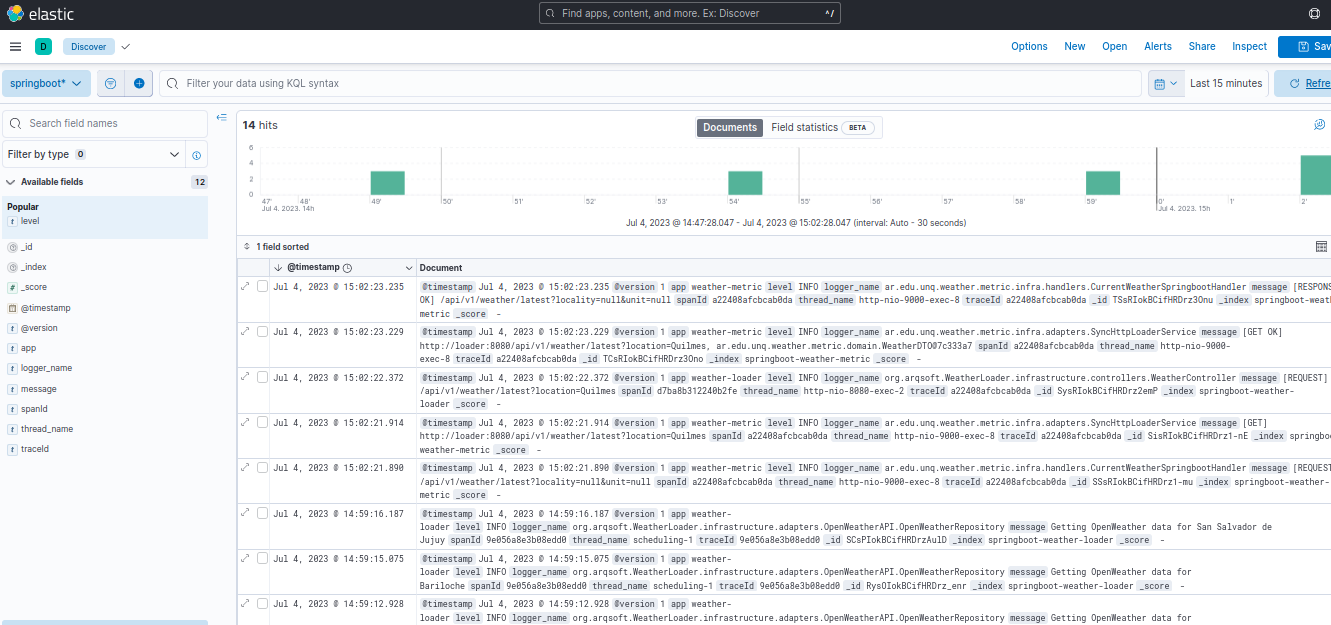 elastic
Find apps, content, and more. Ex: Discover
^/
D
Discover
Options
New
Open
Alerts
Share
Inspect
Sav
springboot*
Filter your data using KQL syntax
Last 15 minutes
Refre
Search field names
Filter by type 0
Available fields
12
Popular
t level
_id
_index
# _score
@timestamp
t @version
t app
t logger_name
t message
t spanId
t thread_name
t traceId
14 hits
Documents
Field statistics BETA
6
4
2
0
47' 48' 49' 50' 51' 52' 53' 54' 55' 56' 57' 58' 59' 0' 1' 2'
Jul 4, 2023, 14h
Jul 4, 2023, 15h
Jul 4, 2023 @ 14:47:28.047 - Jul 4, 2023 @ 15:02:28.047 (interval: Auto - 30 seconds)
1 field sorted
@timestamp
Document
Jul 4, 2023 @ 15:02:23.235
@timestamp Jul 4, 2023 @ 15:02:23.235 @version 1 app weather-metric level INFO logger_name ar.edu.unq.weather.metric.infra.handlers.CurrentWeatherSpringbootHandler message [RESPONS
OK] /api/v1/weather/latest?locality=null&unit=null spanId a22408afcbcab0da thread_name http-nio-9000-exec-8 traceId a22408afcbcab0da _id TSsRIokBCifHRDrz3Onu _index springboot-weat
metric _score -
Jul 4, 2023 @ 15:02:23.229
@timestamp Jul 4, 2023 @ 15:02:23.229 @version 1 app weather-metric level INFO logger_name ar.edu.unq.weather.metric.infra.adapters.SyncHttpLoaderService message [GET OK]
http://loader:8080/api/v1/weather/latest?location=Quilmes, ar.edu.unq.weather.metric.domain.WeatherDTO@7c333a7 spanId a22408afcbcab0da thread_name http-nio-9000-
exec-8 traceId a22408afcbcab0da _id TCsRIokBCifHRDrz3Ono _index springboot-weather-metric _score -
Jul 4, 2023 @ 15:02:22.372
@timestamp Jul 4, 2023 @ 15:02:22.372 @version 1 app weather-loader level INFO logger_name org.arqsoft.WeatherLoader.infrastructure.controllers.WeatherController message [REQUEST]
/api/v1/weather/latest?location=Quilmes spanId d7ba8b312240b2fe thread_name http-nio-8080-exec-2 traceId a22408afcbcab0da _id SysRIokBCifHRDrz2emP _index springboot-weather-
loader _score -
Jul 4, 2023 @ 15:02:21.914
@timestamp Jul 4, 2023 @ 15:02:21.914 @version 1 app weather-metric level INFO logger_name ar.edu.unq.weather.metric.infra.adapters.SyncHttpLoaderService message [GET]
http://loader:8080/api/v1/weather/latest?location=Quilmes spanId a22408afcbcab0da thread_name http-nio-9000-exec-8 traceId a22408afcbcab0da _id SisRIokBCifHRDrz1-nE _index springboo
weather-metric _score -
Jul 4, 2023 @ 15:02:21.890
@timestamp Jul 4, 2023 @ 15:02:21.890 @version 1 app weather-metric level INFO logger_name ar.edu.unq.weather.metric.infra.handlers.CurrentWeatherSpringbootHandler message [REQUEST
/api/v1/weather/latest?locality=null&unit=null spanId a22408afcbcab0da thread_name http-nio-9000-exec-8 traceId a22408afcbcab0da _id SSsRIokBCifHRDrz1-mu _index springboot-weather-
metric _score -
Jul 4, 2023 @ 14:59:16.187
@timestamp Jul 4, 2023 @ 14:59:16.187 @version 1 app weather-
loader level INFO logger_name org.arqsoft.WeatherLoader.infrastructure.adapters.OpenWeatherAPI.OpenWeatherRepository message Getting OpenWeather data for San Salvador de
Jujuy spanId 9e056a8e3b08edd0 thread_name scheduling-1 traceId 9e056a8e3b08edd0 _id SCsPIokBCifHRDrzAulD _index springboot-weather-loader _score -
Jul 4, 2023 @ 14:59:15.075
@timestamp Jul 4, 2023 @ 14:59:15.075 @version 1 app weather-
loader level INFO logger_name org.arqsoft.WeatherLoader.infrastructure.adapters.OpenWeatherAPI.OpenWeatherRepository message Getting OpenWeather data for
Bariloche spanId 9e056a8e3b08edd0 thread_name scheduling-1 traceId 9e056a8e3b08edd0 _id RysOIokBCifHRDrz_enr _index springboot-weather-loader _score -
Jul 4, 2023 @ 14:59:12.928
@timestamp Jul 4, 2023 @ 14:59:12.928 @version 1 app weather-
loader level INFO logger_name org.arqsoft.WeatherLoader.infrastructure.adapters.OpenWeatherAPI.OpenWeatherRepository message Getting OpenWeather data for